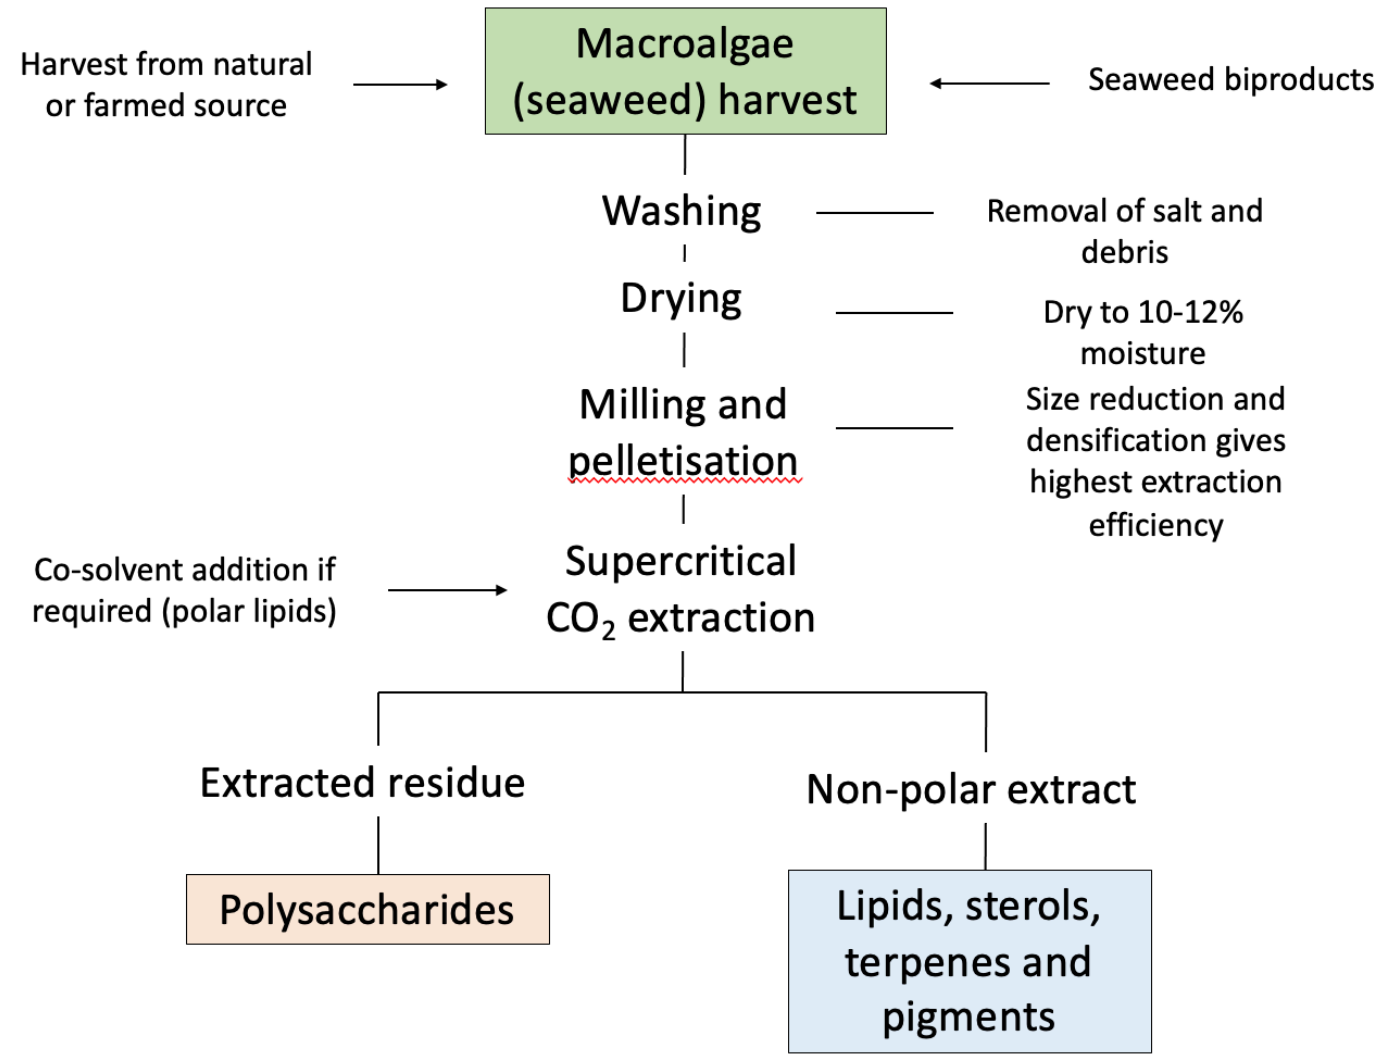 Harvest from natural
or farmed source
Macroalgae
(seaweed) harvest
Seaweed biproducts
Washing
Removal of salt and
debris
Drying
Dry to 10-12%
moisture
Milling and
pelletisation
Size reduction and
densification gives
highest extraction
efficiency
Co-solvent addition if
required (polar lipids)
Supercritical
CO₂ extraction
Extracted residue
Non-polar extract
Polysaccharides
Lipids, sterols,
terpenes and
pigments